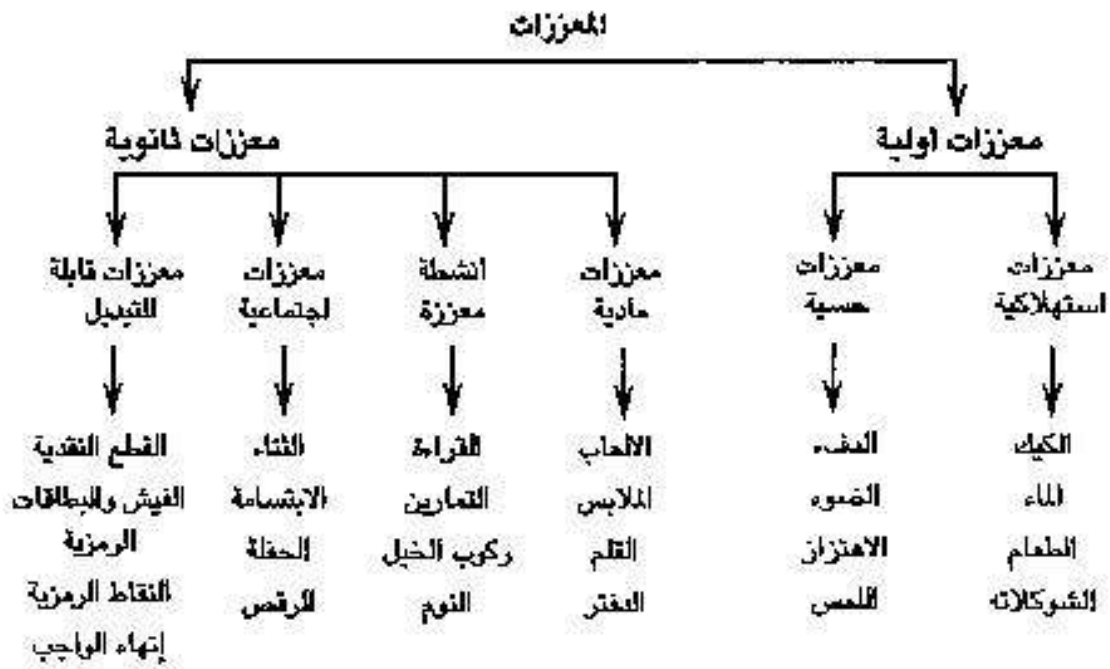 المعززات
معززات اولية
معززات ثانوية
معززات
استهلاكية
الكيك
الماء
الطعام
الشوكلاته
معززات
حسية
الدفء
الضوء
الاهتزاز
اللمس
معززات
مادية
الالعاب
الملابس
القلم
الدفتر
انشطة
معززة
القراءة
التمارين
ركوب الخيل
النوم
معززات
اجتماعية
الثناء
الابتسامة
الحفلة
الرقص
معززات قابلة
للتبديل
القطع النقدية
الفيش والبطاقات
الرمزية
النقاط الرمزية
إنهاء الواجب